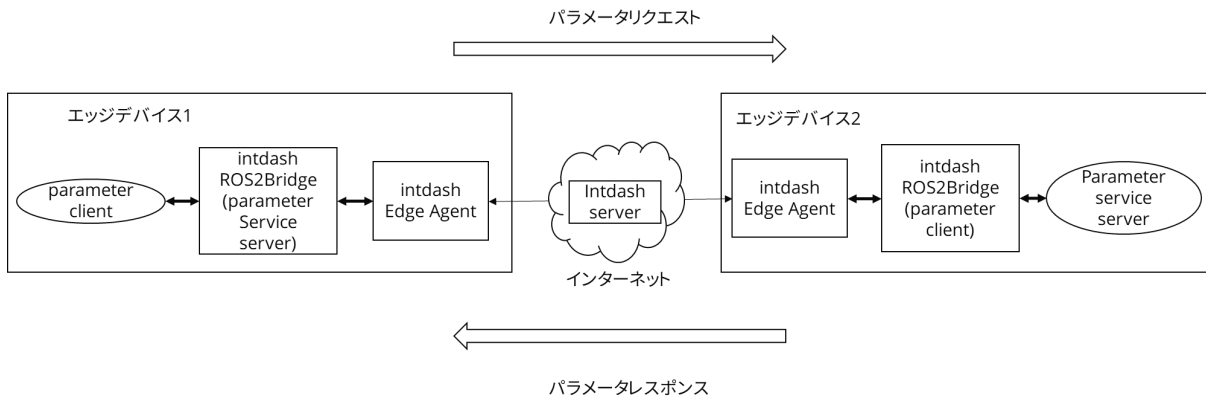 パラメータリクエスト
エッジデバイス1
parameter
client
intdash
ROS2Bridge
(parameter
Service
server)
intdash
Edge Agent
Intdash
server
インターネット
エッジデバイス2
intdash
Edge Agent
intdash
ROS2Bridge
(parameter
client)
Parameter
service
server
パラメータレスポンス